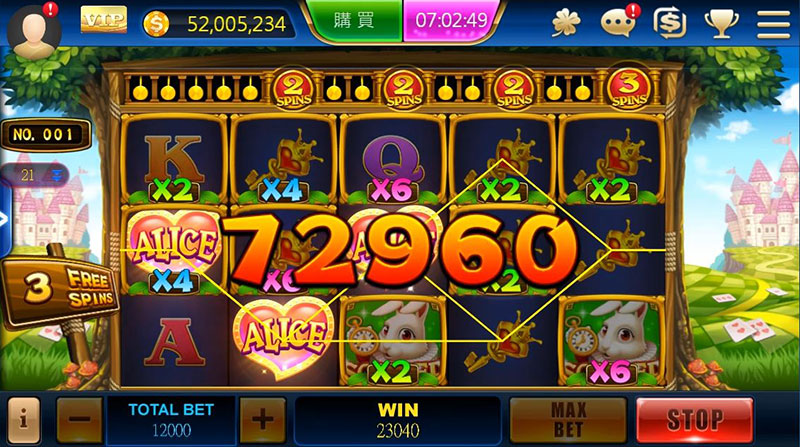 VIP
52,005,234
購買
07:02:49
2 SPINS
2 SPINS
2 SPINS
3 SPINS
NO. 001
21
K
X2
X4
Q
X6
X2
X2
ALICE
X4
72960
X2
3 FREE
SPINS
A
ALICE
X2
X6
TOTAL BET
12000
WIN
23040
MAX
BET
STOP